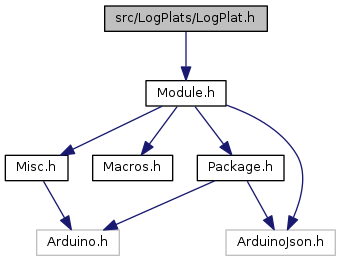 src/LogPlats/LogPlat.h
Module.h
Misc.h
Macros.h
Package.h
Arduino.h
ArduinoJson.h